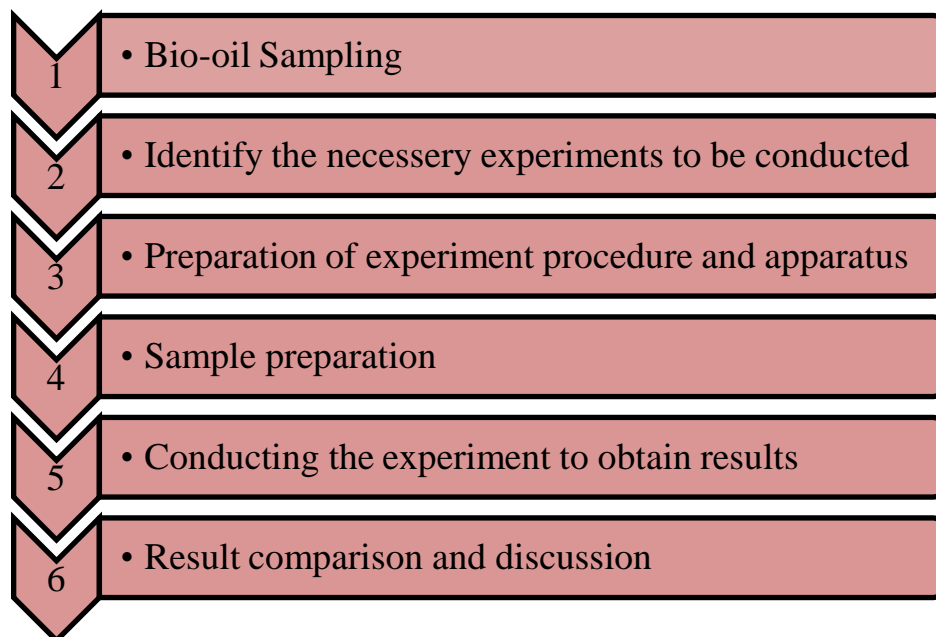 1 • Bio-oil Sampling
2 • Identify the necessery experiments to be conducted
3 • Preparation of experiment procedure and apparatus
4 • Sample preparation
5 • Conducting the experiment to obtain results
6 • Result comparison and discussion